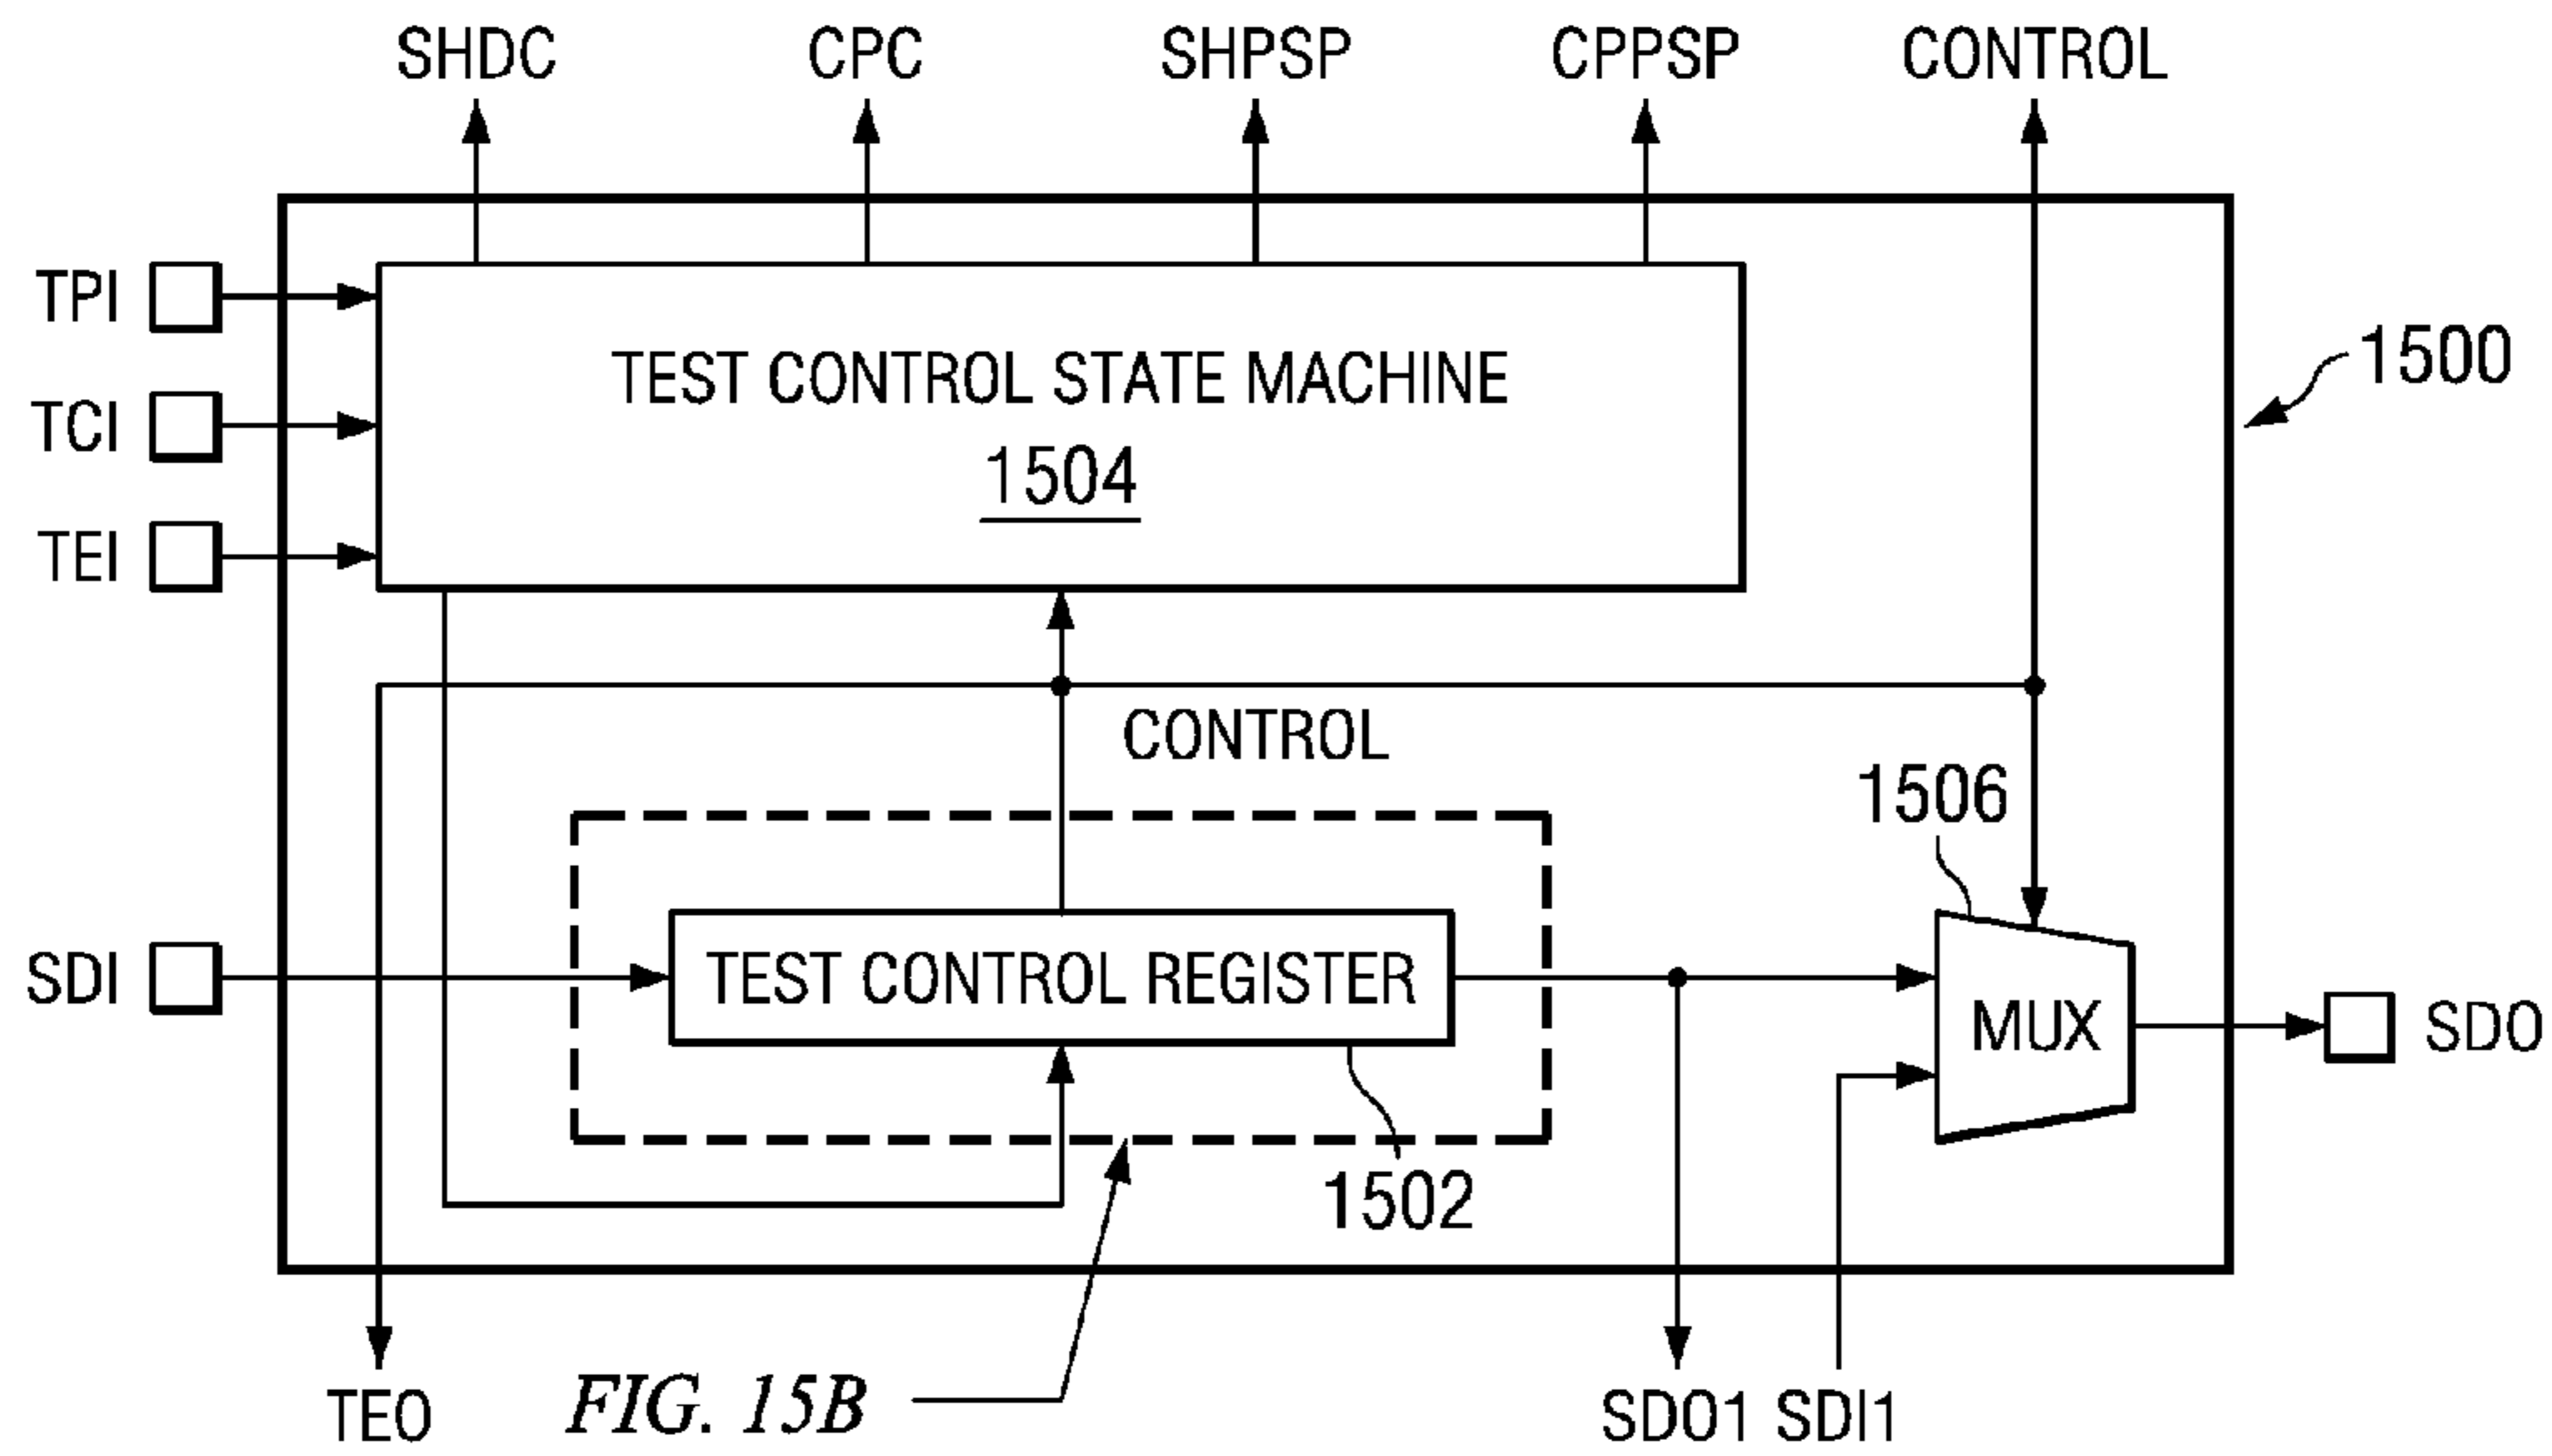 SHDC CPC SHPSP CPPSP CONTROL
TPI
TEST CONTROL STATE MACHINE
1500
TCI
1504
TEI
CONTROL
1506
SDI
TEST CONTROL REGISTER
MUX
SDO
1502
TEO
FIG. 15B
SDO1 SDI1